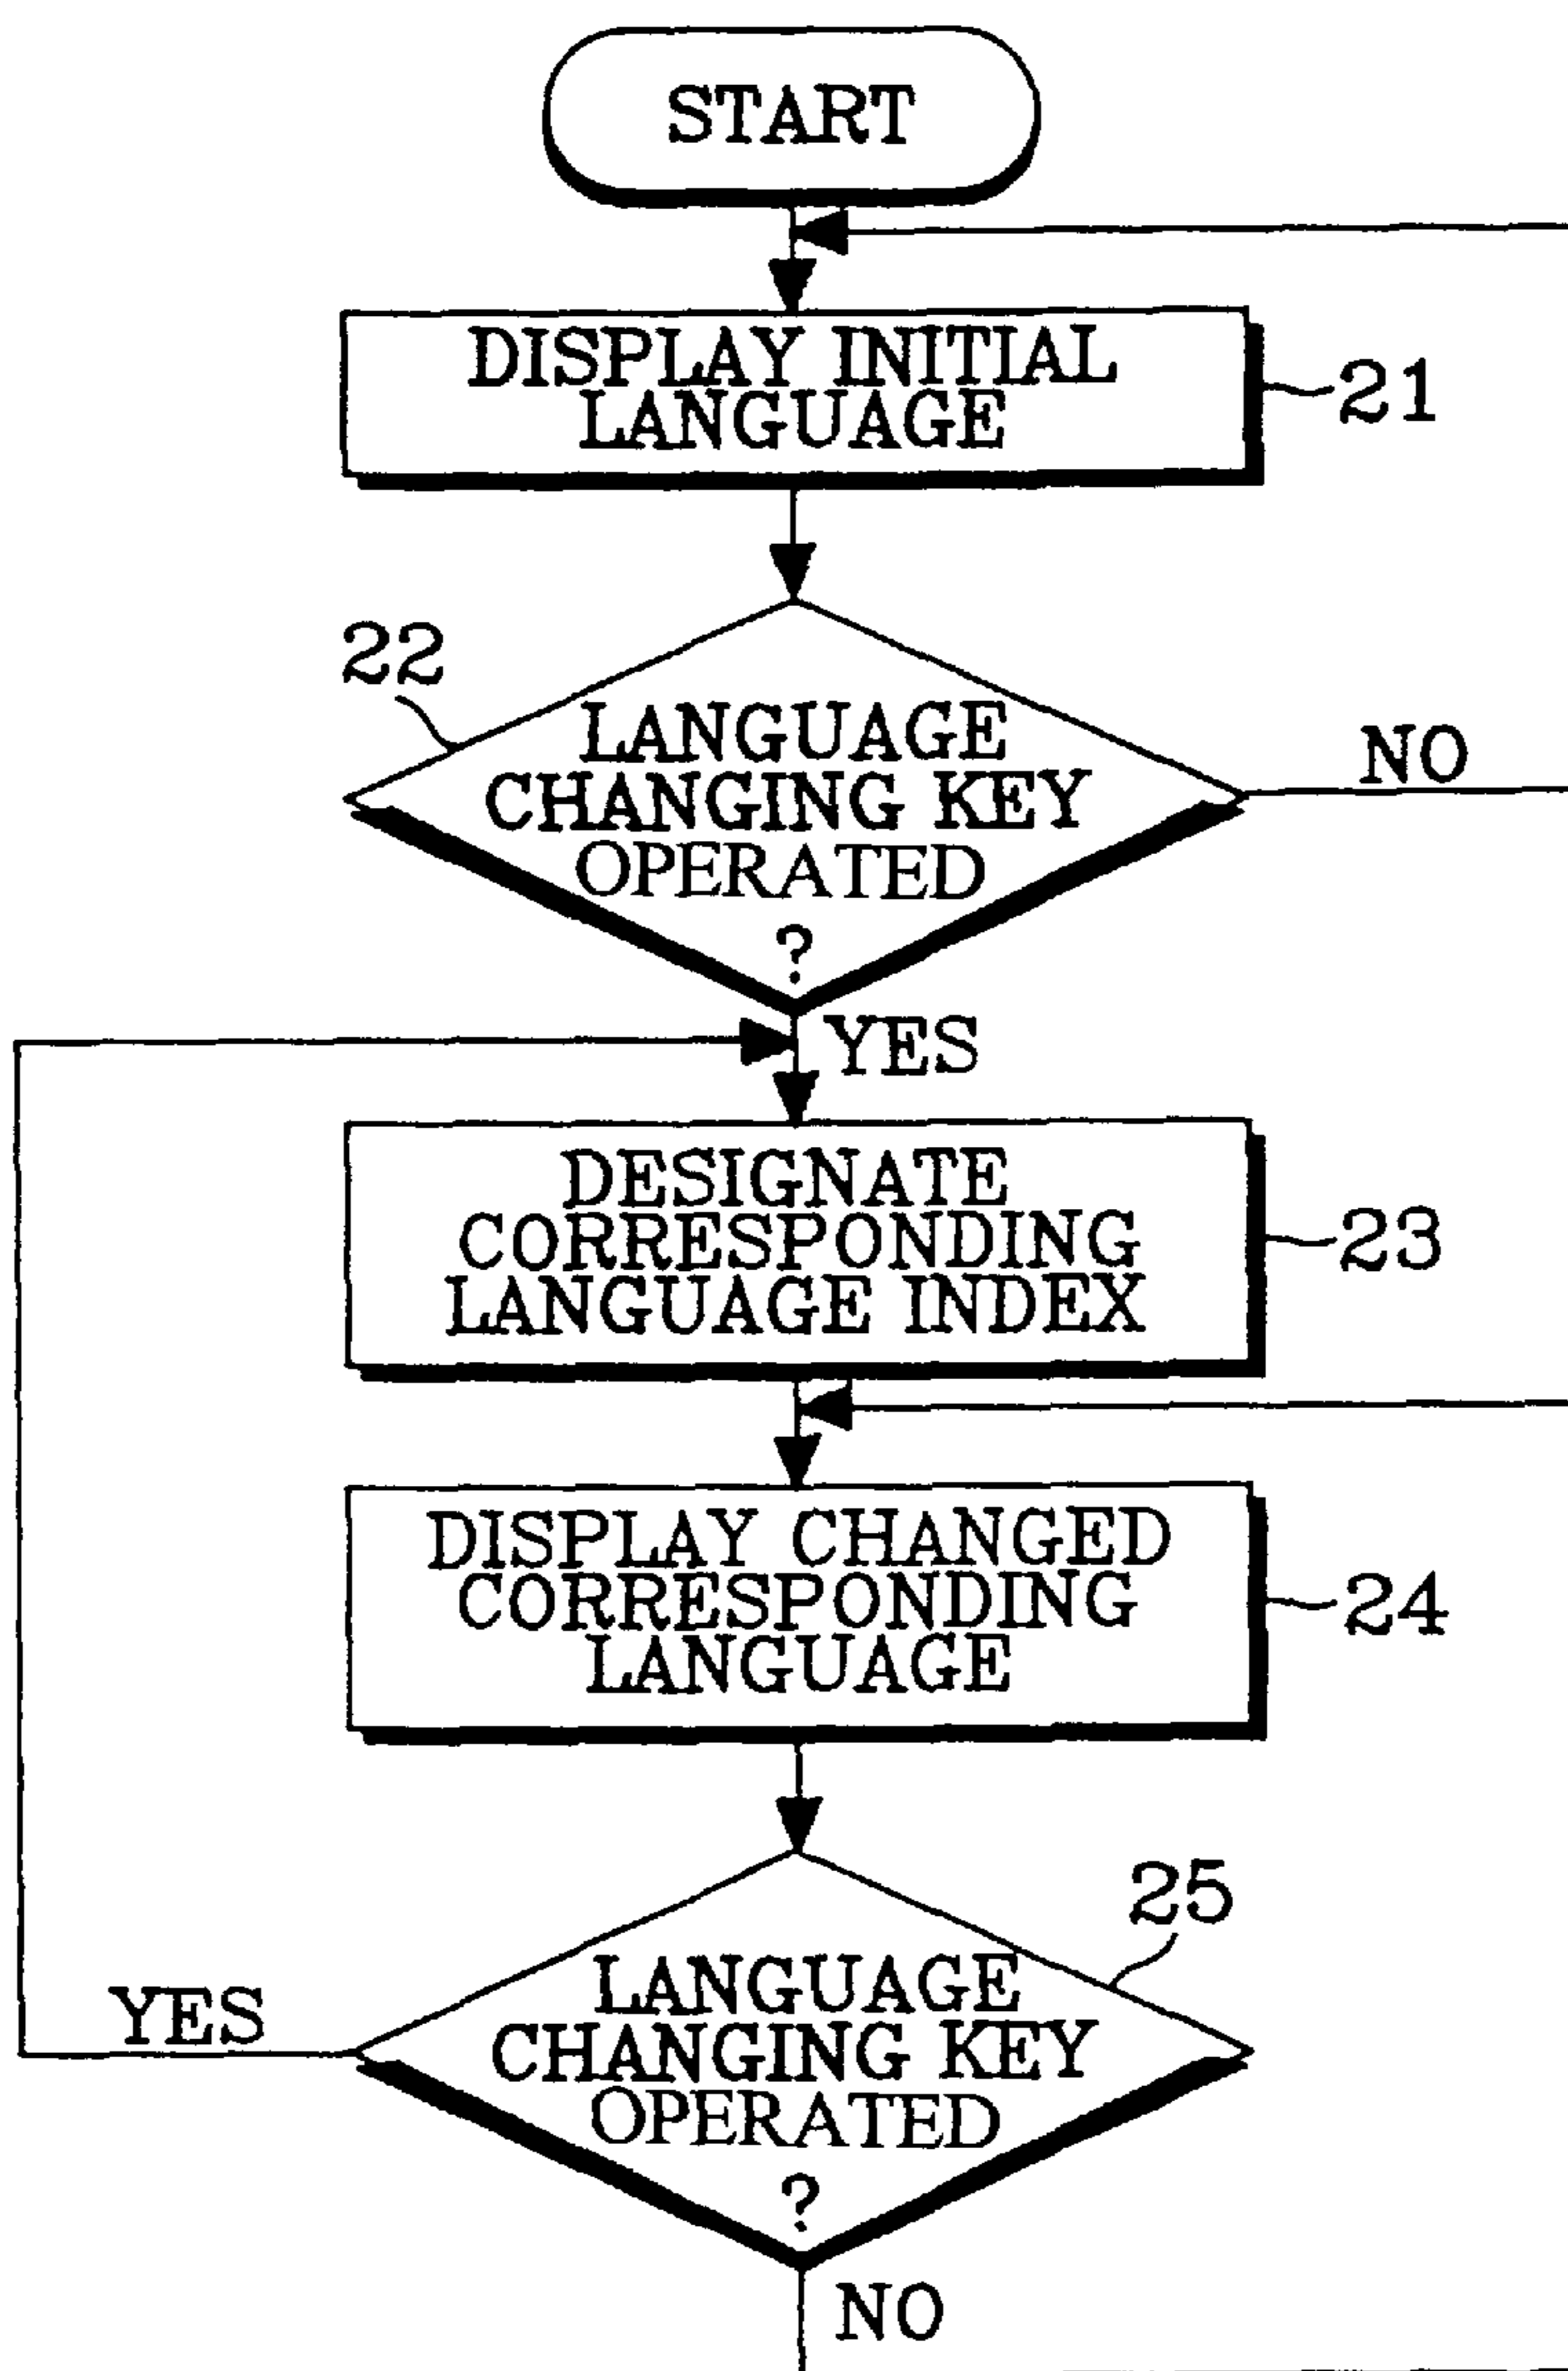 START
DISPLAY INITIAL
LANGUAGE
21
22
LANGUAGE
CHANGING KEY
OPERATED
?
NO
YES
DESIGNATE
CORRESPONDING
LANGUAGE INDEX
23
DISPLAY CHANGED
CORRESPONDING
LANGUAGE
24
25
LANGUAGE
CHANGING KEY
OPERATED
?
YES
NO